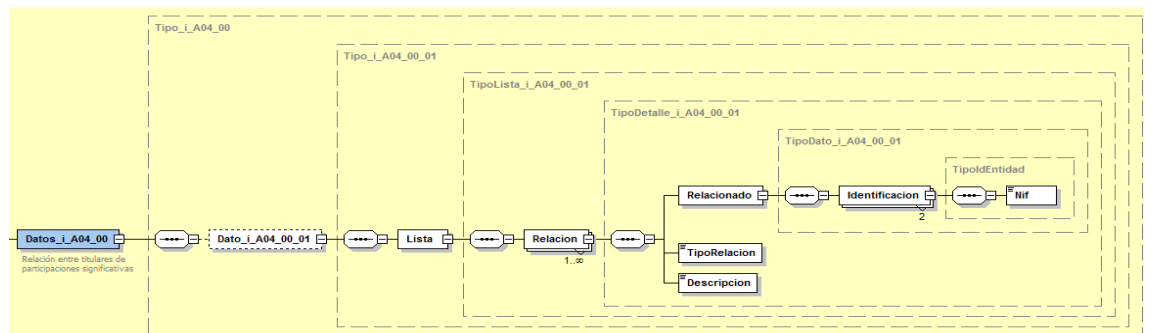 Tipo_i_A04_00
Tipo_i_A04_00_01
TipoLista_i_A04_00_01
TipoDetalle_i_A04_00_01
TipoDato_i_A04_00_01
TipoIdEntidad
Relacionado
Identificacion
Nif
2
Datos_i_A04_00
Dato_i_A04_00_01
Lista
Relacion
1..∞
Relación entre titulares de
participaciones significativas
TipoRelacion
Descripcion